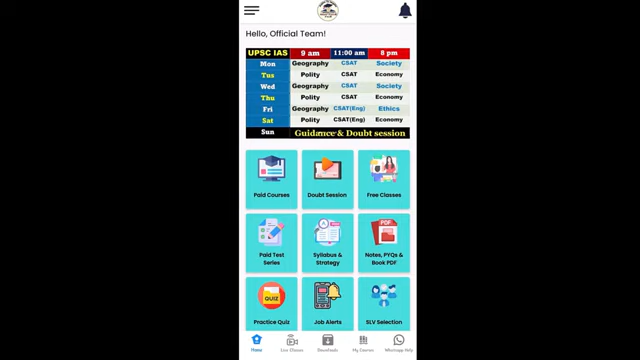 Hello, Official Team!
UPSC IAS 9 am 11:00 am 8 pm
Mon Geography CSAT Society
Tus Polity CSAT Economy
Wed Geography CSAT Society
Thu Polity CSAT Economy
Fri Geography CSAT(Eng) Ethics
Sat Polity CSAT(Eng) Economy
Sun Guidance & Doubt session
Paid Courses
Doubt Session
Free Classes
Paid Test
Series
Syllabus &
Strategy
PDF
Notes, PYQs &
Book PDF
QUIZ
Practice Quiz
Job Alerts
SLV Selection
Home
Live Classes
Downloads
My Courses
Whatsapp Help